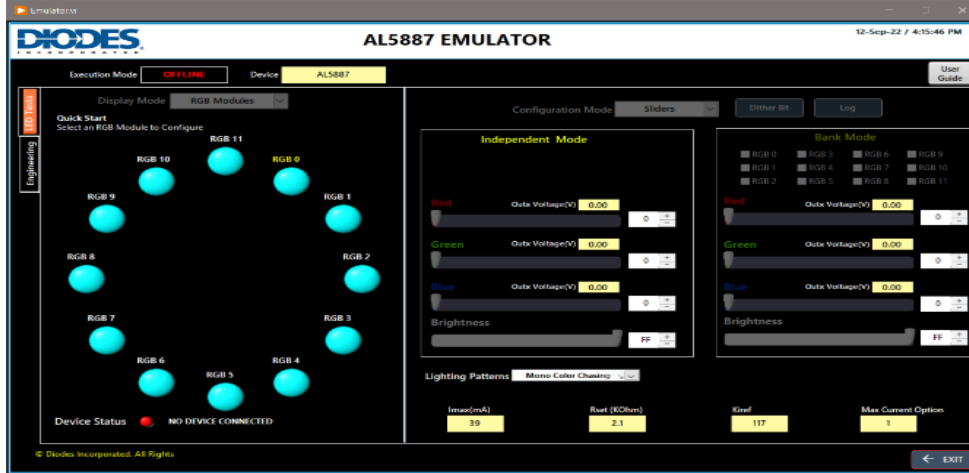 Emulator.vi
DIODES
INCORPORATED
AL5887 EMULATOR
12-Sep-22 / 4:15:46 PM
Execution Mode
OFFLINE
Device
AL5887
User
Guide
LED Tests
Engineering
Display Mode
RGB Modules
Quick Start
Select an RGB Module to Configure
RGB 11
RGB 10
RGB 0
RGB 9
RGB 1
RGB 8
RGB 2
RGB 7
RGB 3
RGB 6
RGB 4
RGB 5
Device Status
NO DEVICE CONNECTED
Configuration Mode
Sliders
Dither Bit
Log
Independent Mode
Red
Outx Voltage(V) 0.00
0
Green
Outx Voltage(V) 0.00
0
Blue
Outx Voltage(V) 0.00
0
Brightness
FF
Bank Mode
RGB 0 RGB 3 RGB 6 RGB 9
RGB 1 RGB 4 RGB 7 RGB 10
RGB 2 RGB 5 RGB 8 RGB 11
Red
Outx Voltage(V) 0.00
0
Green
Outx Voltage(V) 0.00
0
Blue
Outx Voltage(V) 0.00
0
Brightness
FF
Lighting Patterns Mono Color Chasing
Imax(mA) Rset (KOhm) Kiref Max Current Option
39 2.1 117 1
© Diodes Incorporated. All Rights
EXIT